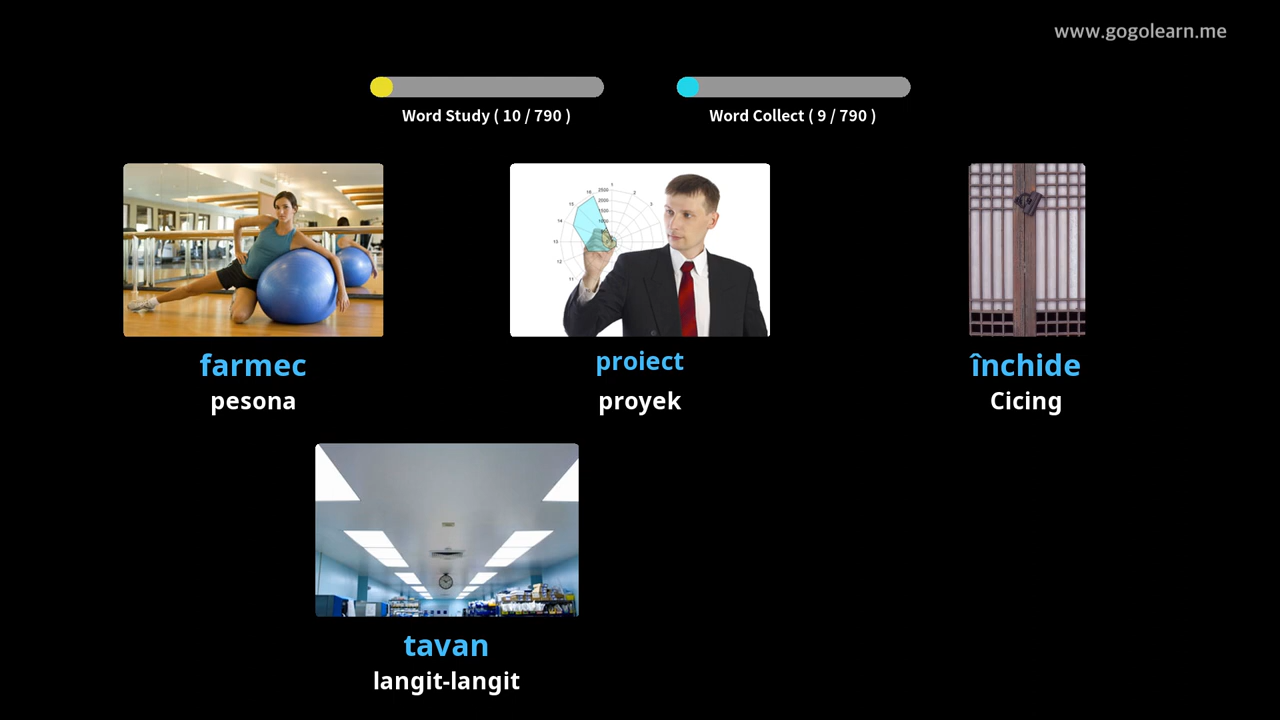 www.gogolearn.me
Word Study ( 10 / 790 )
Word Collect ( 9 / 790 )
farmec
pesona
proiect
proyek
închide
Cicing
tavan
langit-langit